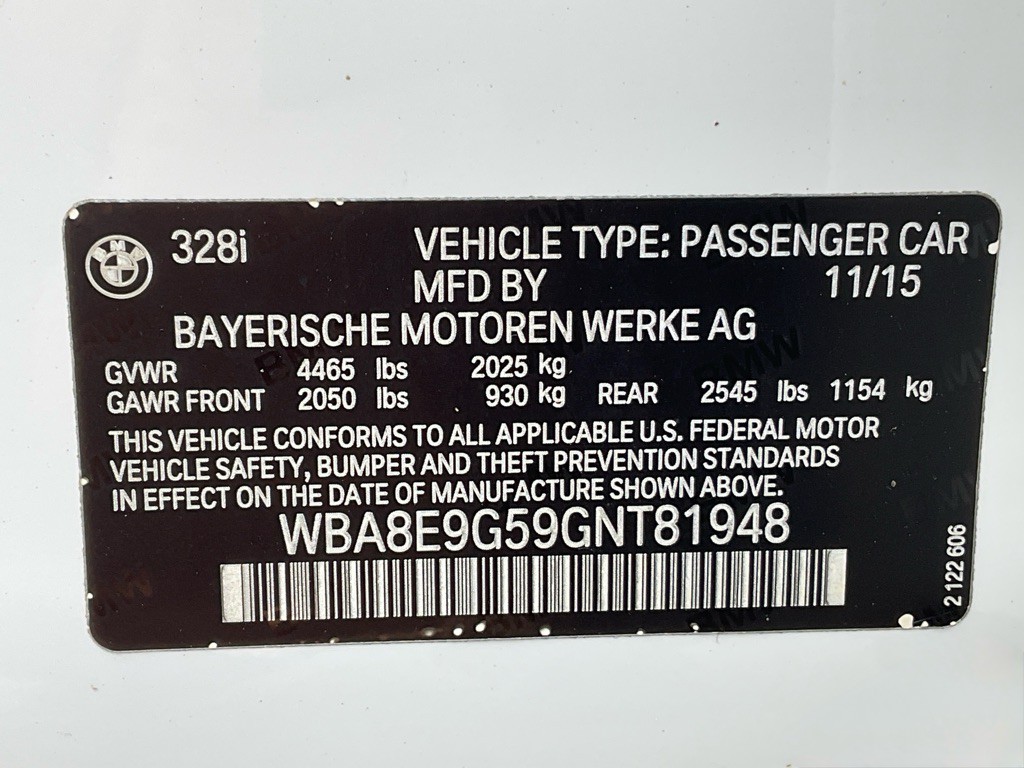 BMW 328i VEHICLE TYPE: PASSENGER CAR
MFD BY 11/15
BAYERISCHE MOTOREN WERKE AG
GVWR 4465 lbs 2025 kg
GAWR FRONT 2050 lbs 930 kg REAR 2545 lbs 1154 kg
THIS VEHICLE CONFORMS TO ALL APPLICABLE U.S. FEDERAL MOTOR
VEHICLE SAFETY, BUMPER AND THEFT PREVENTION STANDARDS
IN EFFECT ON THE DATE OF MANUFACTURE SHOWN ABOVE.
WBA8E9G59GNT81948
2 122 606